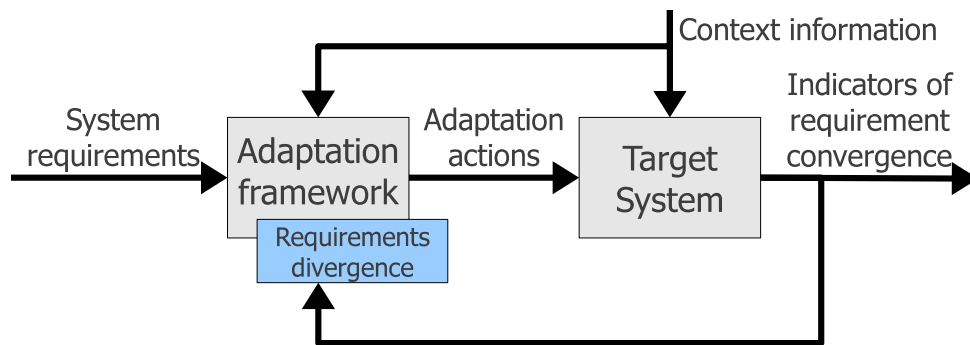 Context information
System
requirements
Adaptation
framework
Adaptation
actions
Target
System
Indicators of
requirement
convergence
Requirements
divergence